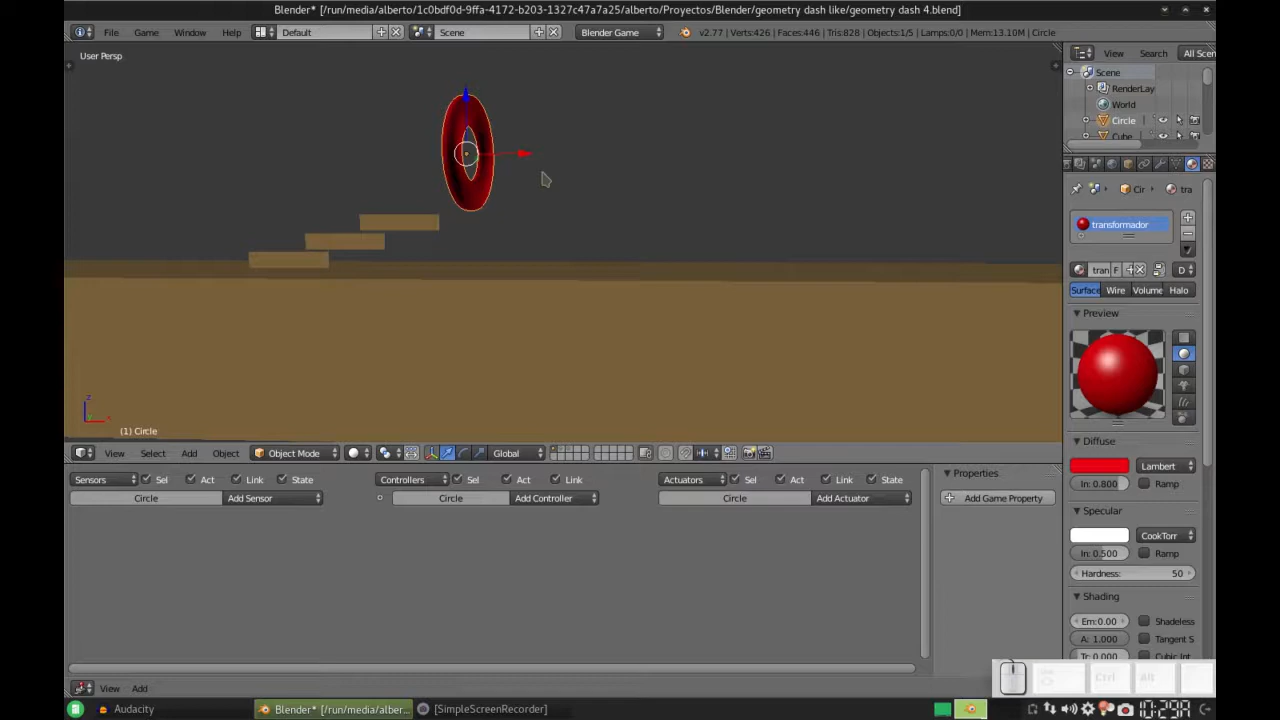 Blender* [/run/media/alberto/1c0bdf0d-9ffa-4172-b203-1327c47a7a25/alberto/Proyectos/Blender/geometry dash like/geometry dash 4.blend]
File Game Window Help Default Scene Blender Game v2.77 | Verts:426 | Faces:446 | Tris:828 | Objects:1/5 | Lamps:0/0 | Mem:13.10M | Circle
User Persp
View Search All Scen
Scene
RenderLay
World
Circle
Cube
Cir tra
transformador
tran F D
Surface Wire Volume Halo
Preview
(1) Circle
View Select Add Object Object Mode Global
Diffuse
Lambert
In: 0.800 Ramp
Sensors Sel Act Link State Controllers Sel Act Link Actuators Sel Act Link State Properties
Circle Add Sensor Circle Add Controller Circle Add Actuator Add Game Property
Specular
CookTorr
In: 0.500 Ramp
Hardness: 50
Shading
Em:0.00 Shadeless
A: 1.000 Tangent S
Tr: 0.000 Cubic Int
Ctrl Alt
View Add
Audacity Blender* [/run/media/alber... [SimpleScreenRecorder] 10:29A